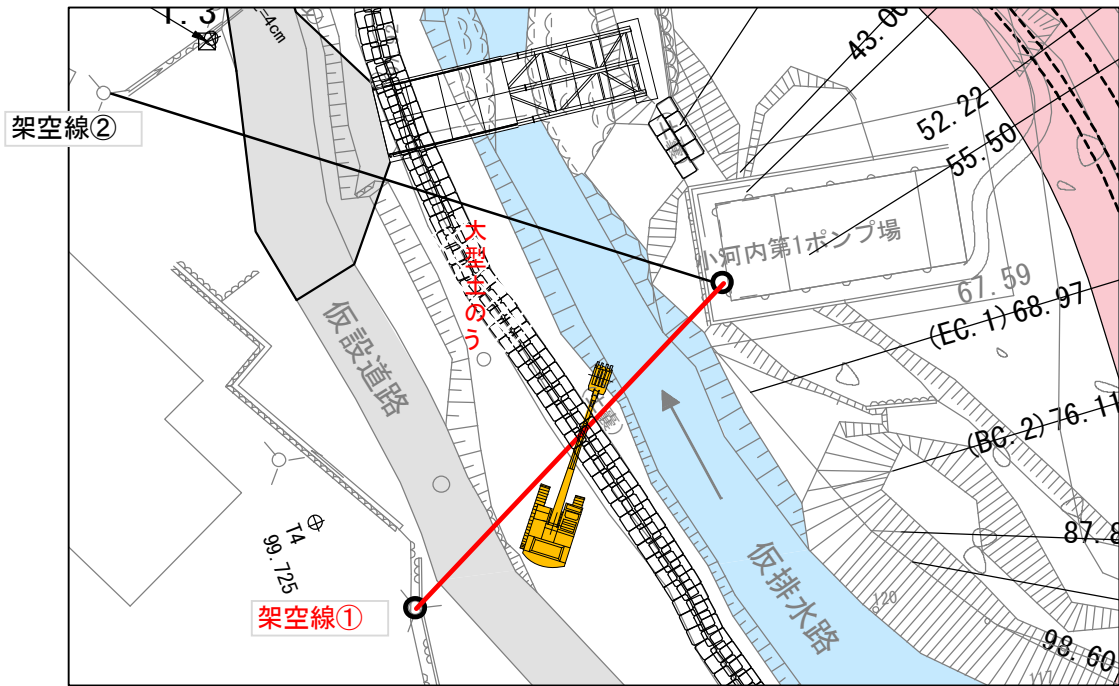 1.3
=4cm
43.00
架空線②
52.22
55.50
大型土のう
小河内第1ポンプ場
67.59
(EC.1)68.97
仮設道路
(BC.2)76.11
T4
99.725
87.8
仮排水路
架空線①
120
98.60
111